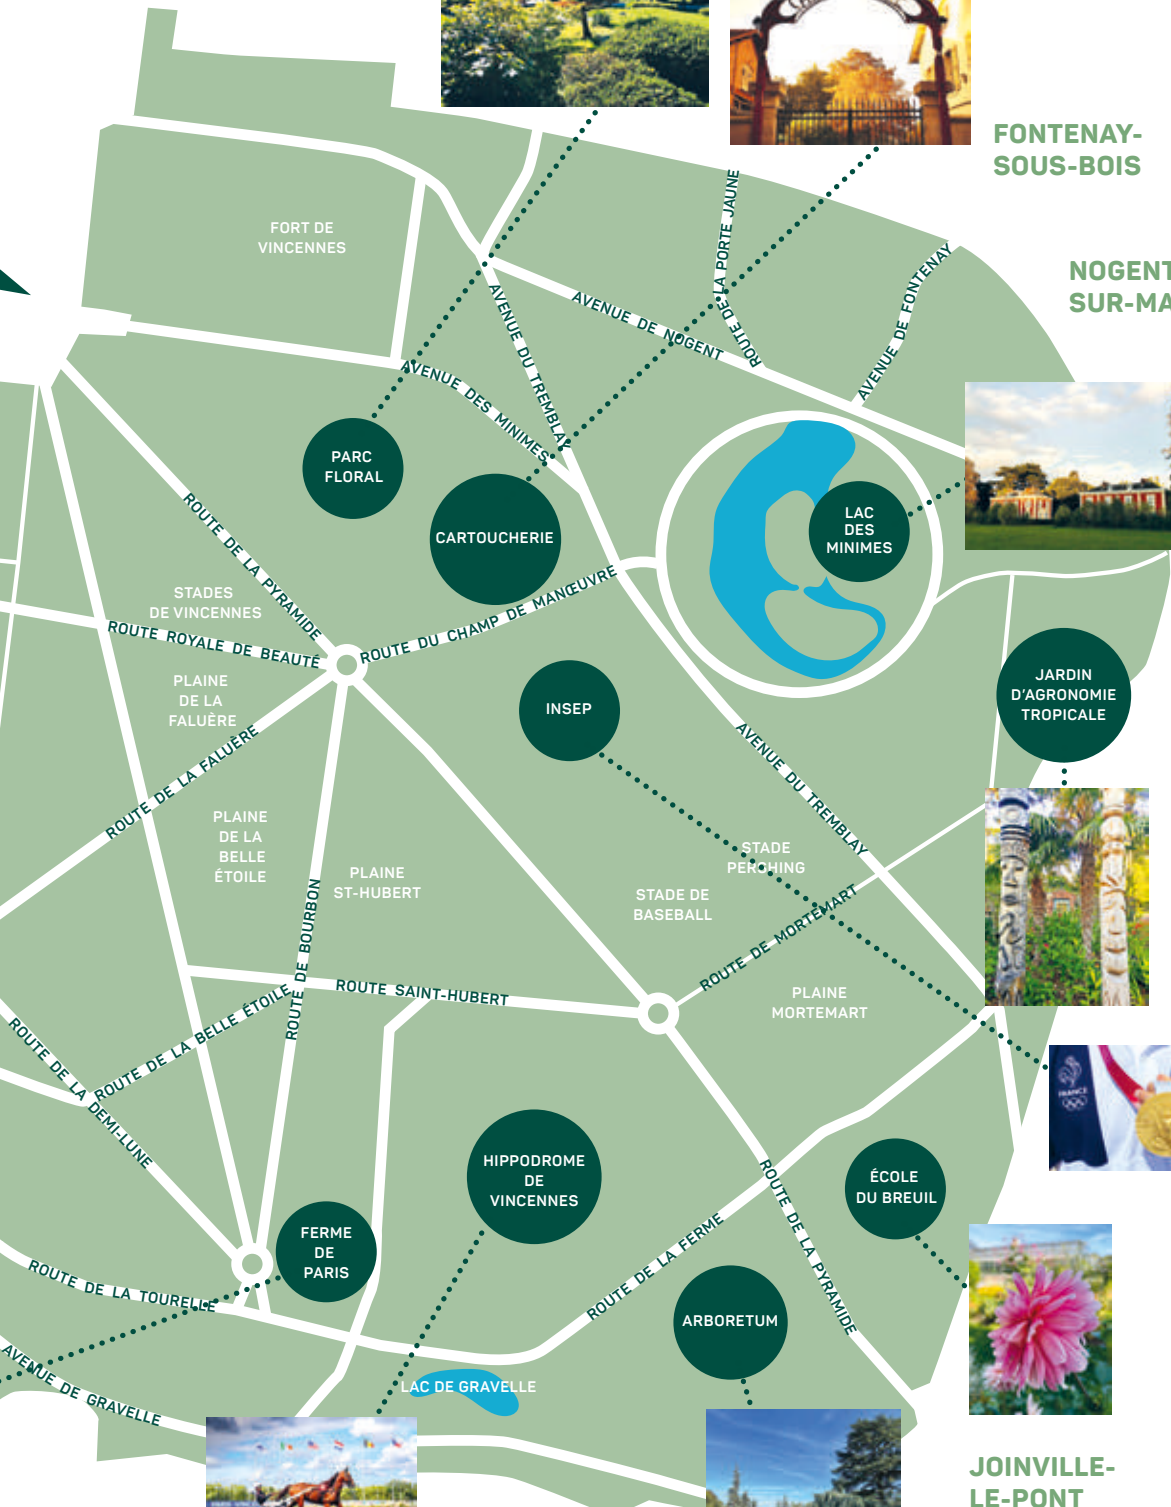 FONTENAY-
SOUS-BOIS
NOGENT
SUR-MA
FORT DE
VINCENNES
ROUTE DE LA PORTE JAUNE
AVENUE DE FONTENAY
AVENUE DE NOGENT
AVENUE DU TREMBLAY
AVENUE DES MINIMES
PARC
FLORAL
CARTOUCHERIE
LAC
DES
MINIMES
ROUTE DE LA PYRAMIDE
STADES
DE VINCENNES
ROUTE ROYALE DE BEAUTÉ
ROUTE DU CHAMP DE MANŒUVRE
PLAINE
DE LA
FALUÈRE
ROUTE DE LA FALUÈRE
INSEP
JARDIN
D'AGRONOMIE
TROPICALE
AVENUE DU TREMBLAY
PLAINE
DE LA
BELLE
ÉTOILE
PLAINE
ST-HUBERT
STADE
PERCHING
STADE DE
BASEBALL
ROUTE DE MORTEMART
ROUTE DE BOURBON
ROUTE SAINT-HUBERT
PLAINE
MORTEMART
ROUTE DE LA BELLE ÉTOILE
ROUTE DE LA DEMI-LUNE
FRANCE
HIPPODROME
DE
VINCENNES
ÉCOLE
DU BREUIL
FERME
DE
PARIS
ROUTE DE LA FERME
ROUTE DE LA PYRAMIDE
ROUTE DE LA TOURELLE
ARBORETUM
AVENUE DE GRAVELLE
LAC DE GRAVELLE
JOINVILLE-
LE-PONT